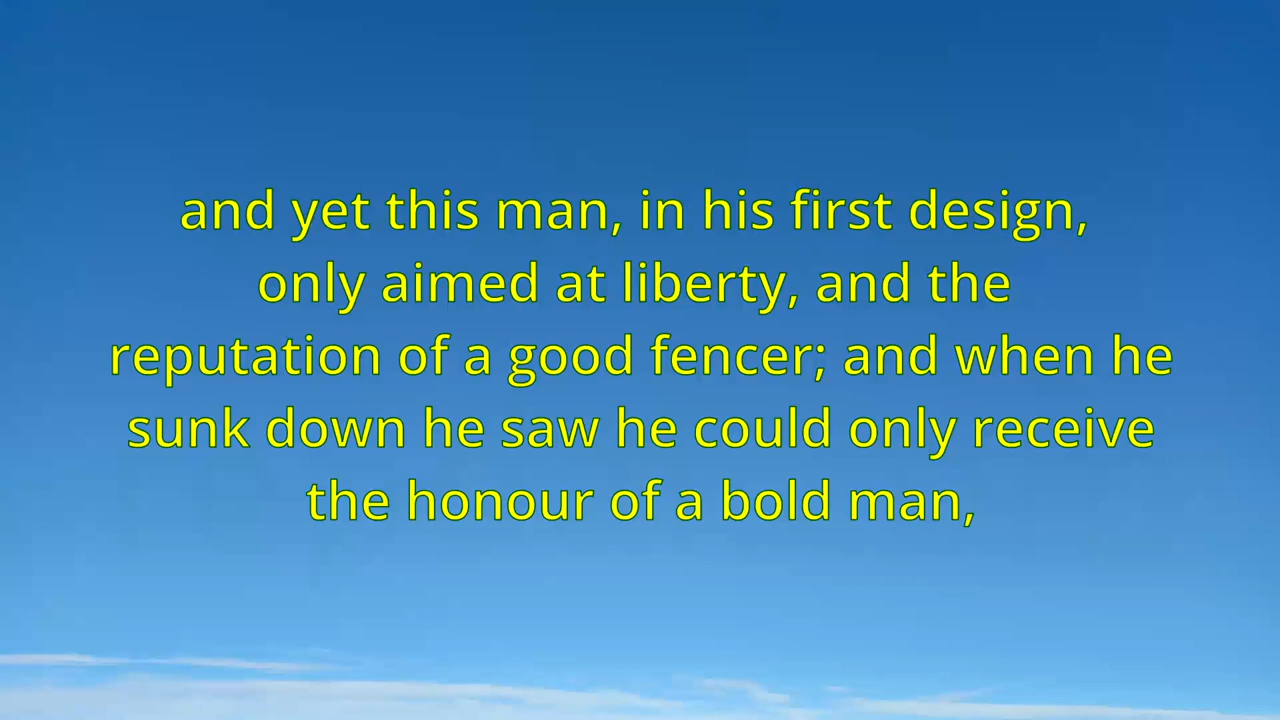 and yet this man, in his first design,
only aimed at liberty, and the
reputation of a good fencer; and when he
sunk down he saw he could only receive
the honour of a bold man,